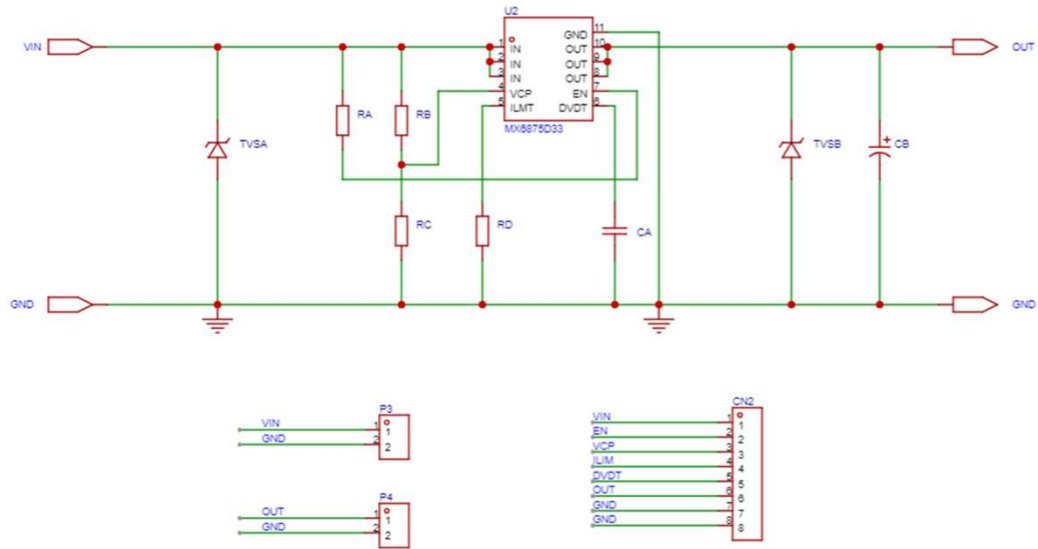 U2
VIN
1 IN
2 IN
3 IN
4 VCP
5 ILMT
GND 11
OUT 10
OUT 9
OUT 8
EN 7
DVDT 6
MX6875D33
OUT
TVSA
RA
RB
TVSB
CB
RC
RD
CA
GND
GND
P3
VIN 1 1
GND 2 2
P4
OUT 1 1
GND 2 2
CN2
VIN 1 1
EN 2 2
VCP 3 3
ILIM 4 4
DVDT 5 5
OUT 6 6
GND 7 7
GND 8 8